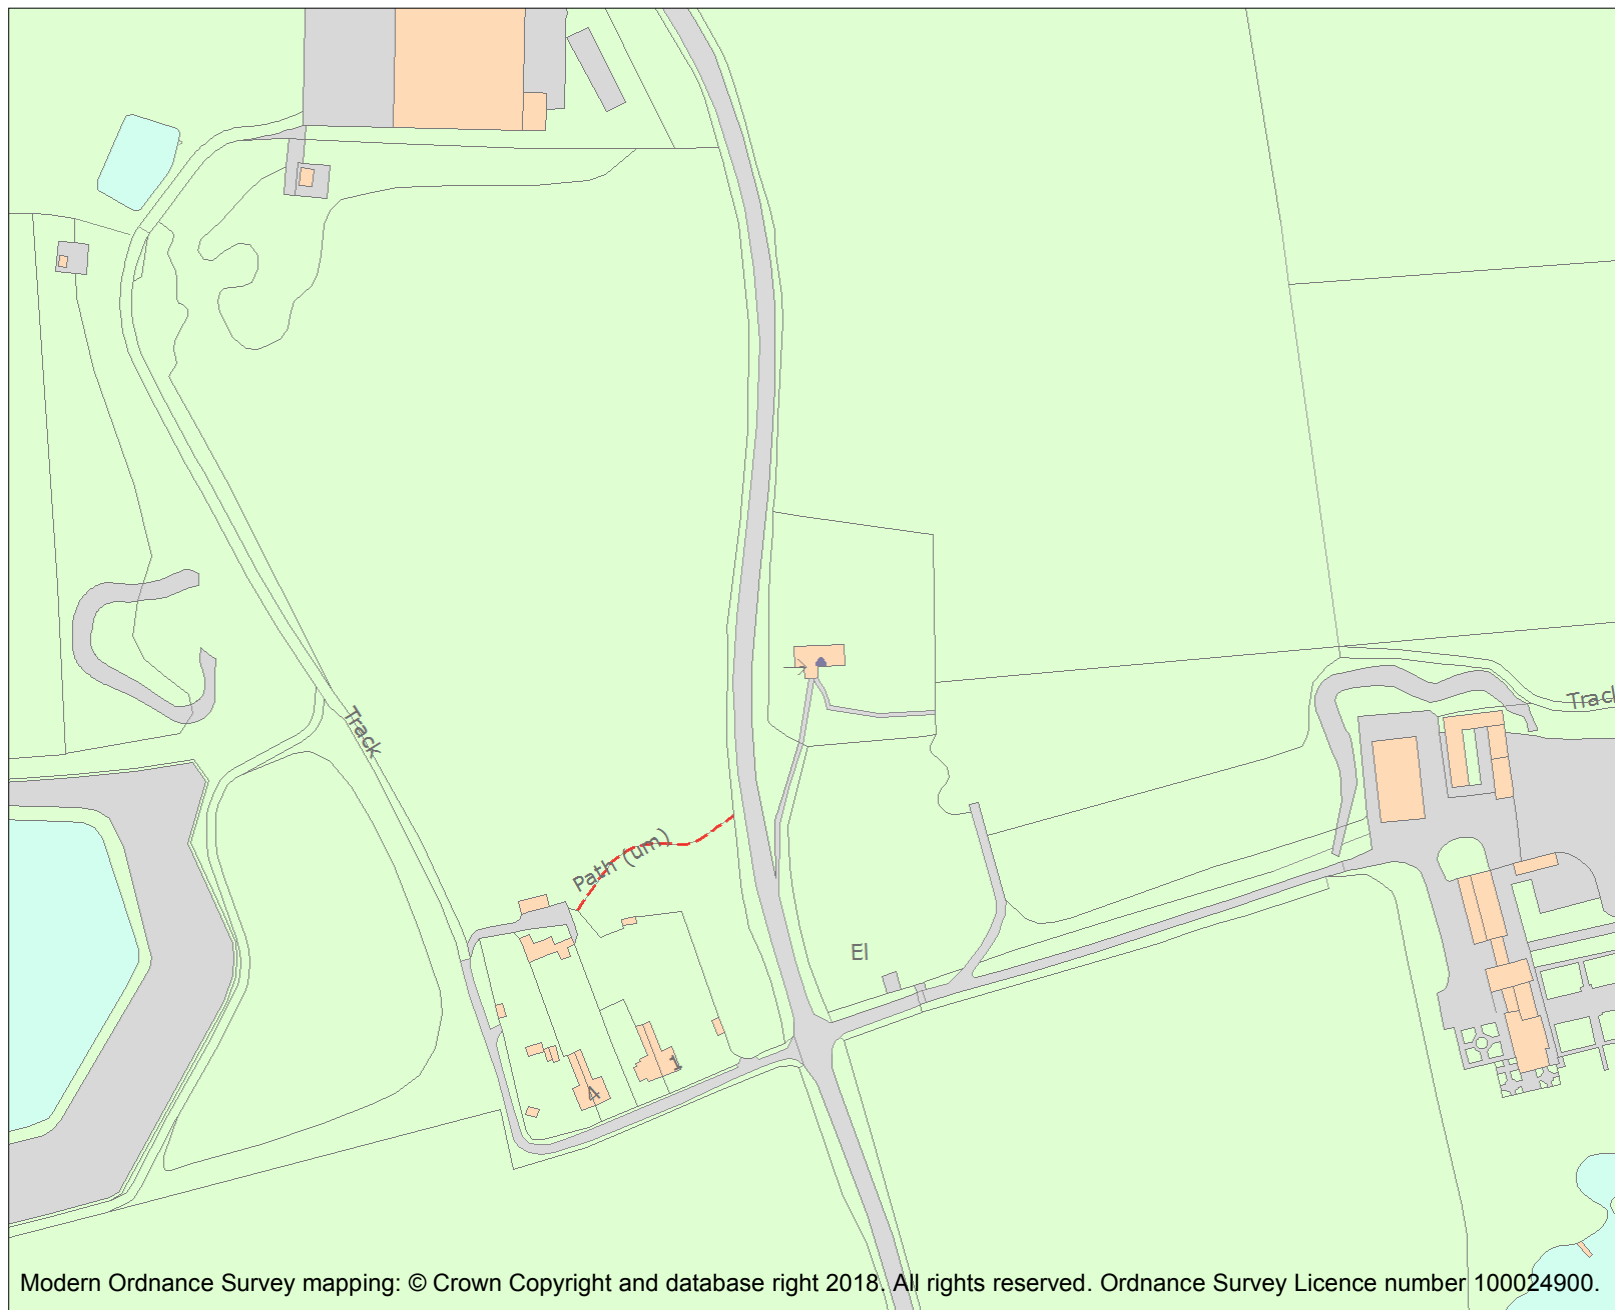 Track
Track
Path (um)
El
1
4
Modern Ordnance Survey mapping: © Crown Copyright and database right 2018. All rights reserved. Ordnance Survey Licence number 100024900.